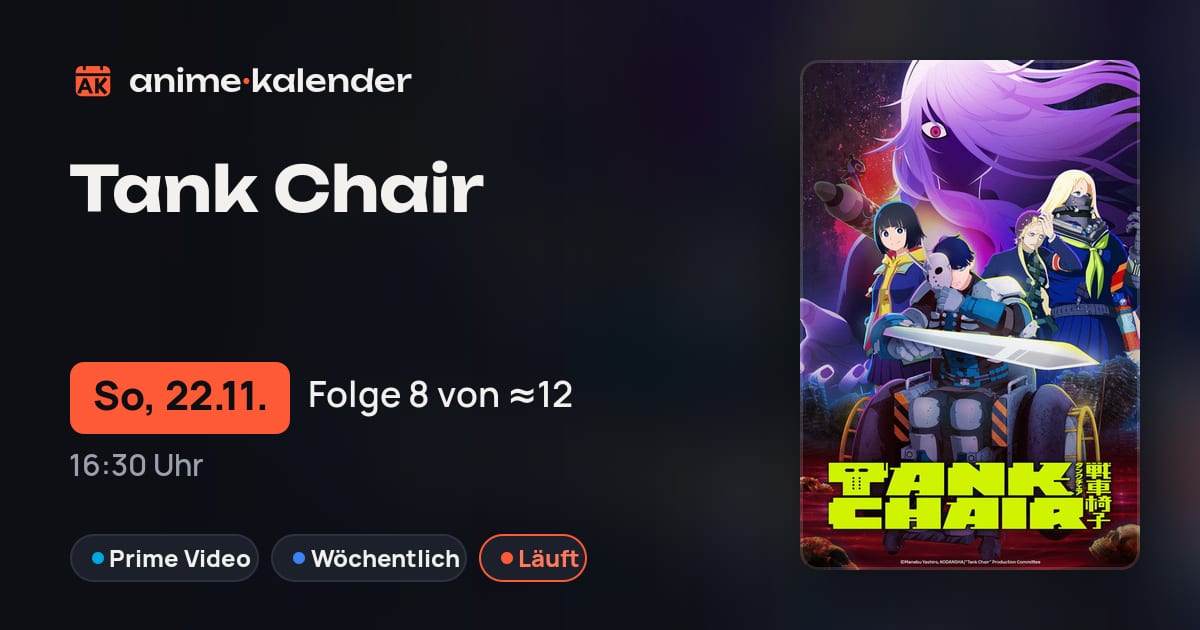 AK
anime·kalender
Tank Chair
So, 22.11.
Folge 8 von ≈12
16:30 Uhr
Prime Video
Wöchentlich
Läuft
TANK
CHAIR
戦車椅子
タンクチェア
©Manabu Yashiro, KODANSHA/"Tank Chair" Production Committee